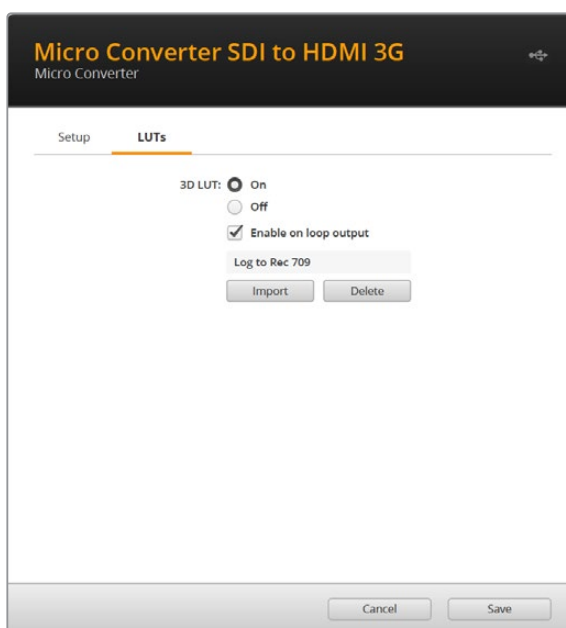 Micro Converter SDI to HDMI 3G
Micro Converter
Setup LUTs
3D LUT: On
Off
Enable on loop output
Log to Rec 709
Import Delete
Cancel Save